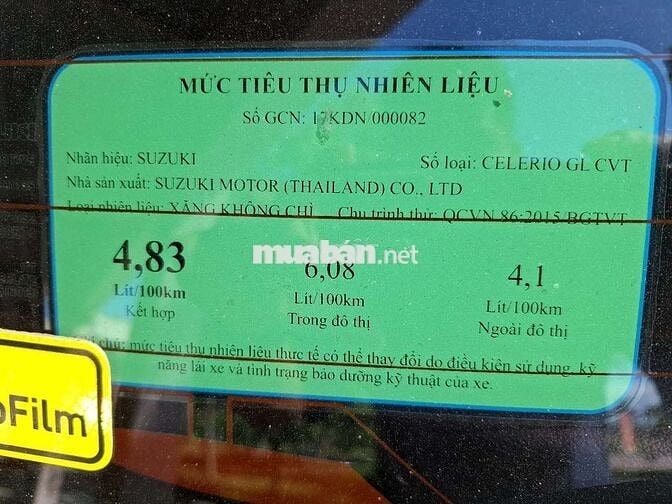 MỨC TIÊU THỤ NHIÊN LIỆU
Số GCN: 17KDN 000082
Nhãn hiệu: SUZUKI
Số loại: CELERIO GL CVT
Nhà sản xuất: SUZUKI MOTOR (THAILAND) CO., LTD
Loại nhiên liệu: XĂNG KHÔNG CHÌ
Chu trình thử: QCVN 86:2015/BGTVT
muabán.net
4,83
6,08
4,1
Lít/100km
Lít/100km
Lít/100km
Kết hợp
Trong đô thị
Ngoài đô thị
chú: mức tiêu thụ nhiên liệu thực tế có thể thay đổi do điều kiện sử dụng, kỹ
năng lái xe và tình trạng bảo dưỡng kỹ thuật của xe.
Film